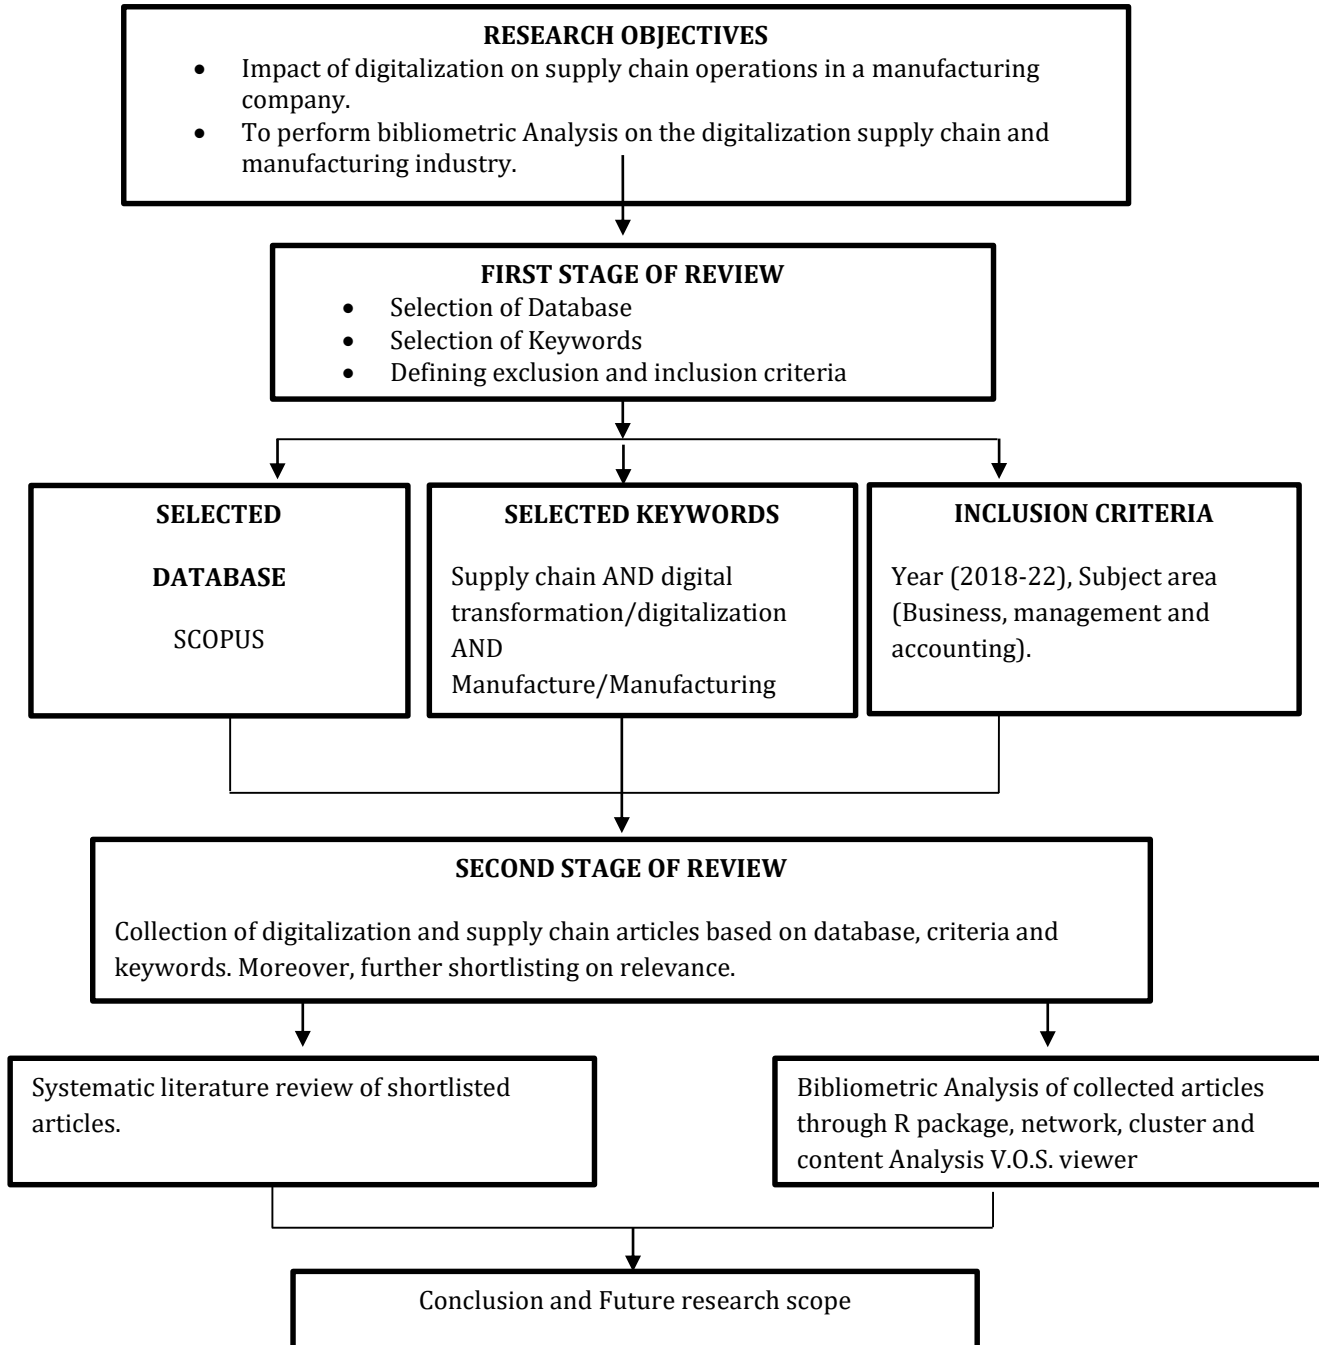 RESEARCH OBJECTIVES
• Impact of digitalization on supply chain operations in a manufacturing
company.
• To perform bibliometric Analysis on the digitalization supply chain and
manufacturing industry.
FIRST STAGE OF REVIEW
• Selection of Database
• Selection of Keywords
• Defining exclusion and inclusion criteria
SELECTED
DATABASE
SCOPUS
SELECTED KEYWORDS
Supply chain AND digital
transformation/digitalization
AND
Manufacture/Manufacturing
INCLUSION CRITERIA
Year (2018-22), Subject area
(Business, management and
accounting).
SECOND STAGE OF REVIEW
Collection of digitalization and supply chain articles based on database, criteria and
keywords. Moreover, further shortlisting on relevance.
Systematic literature review of shortlisted
articles.
Bibliometric Analysis of collected articles
through R package, network, cluster and
content Analysis V.O.S. viewer
Conclusion and Future research scope